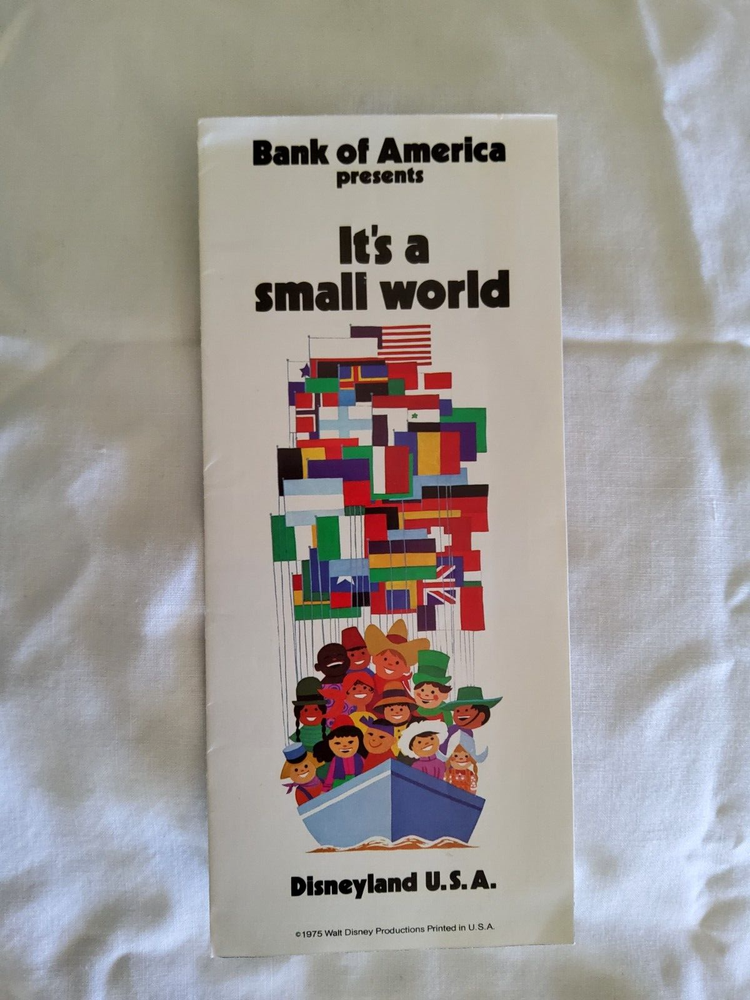 Bank of America
presents
It's a
small world
Disneyland U.S.A.
©1975 Walt Disney Productions Printed in U.S.A.